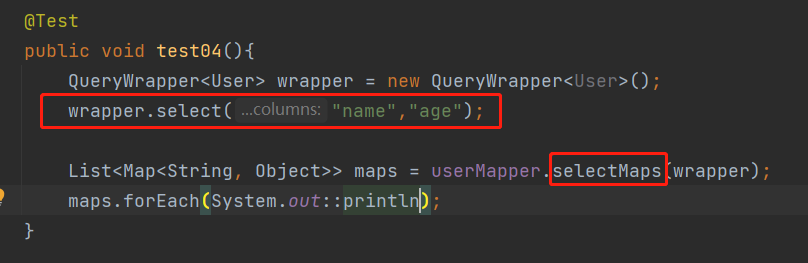 @Test
public void test04(){
QueryWrapper<User> wrapper = new QueryWrapper<User>();
wrapper.select( ...columns: "name","age");
List<Map<String, Object>> maps = userMapper.selectMaps(wrapper);
maps.forEach(System.out::println);
}